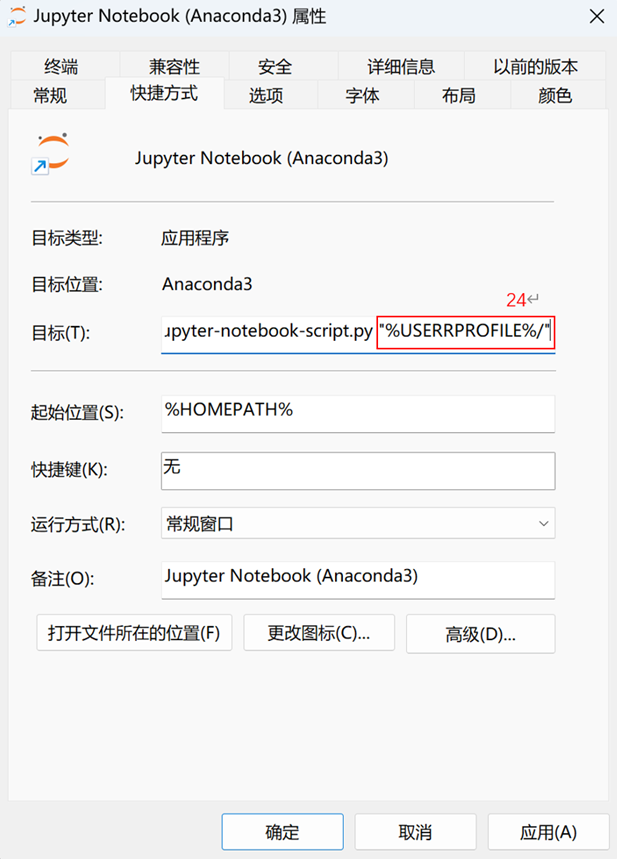 Jupyter Notebook (Anaconda3) 属性
终端 兼容性 安全 详细信息 以前的版本
常规 快捷方式 选项 字体 布局 颜色
Jupyter Notebook (Anaconda3)
目标类型: 应用程序
目标位置: Anaconda3
24↵
目标(T): upyter-notebook-script.py "%USERRPROFILE%/"
起始位置(S): %HOMEPATH%
快捷键(K): 无
运行方式(R): 常规窗口
备注(O): Jupyter Notebook (Anaconda3)
打开文件所在的位置(F) 更改图标(C)... 高级(D)...
确定 取消 应用(A)